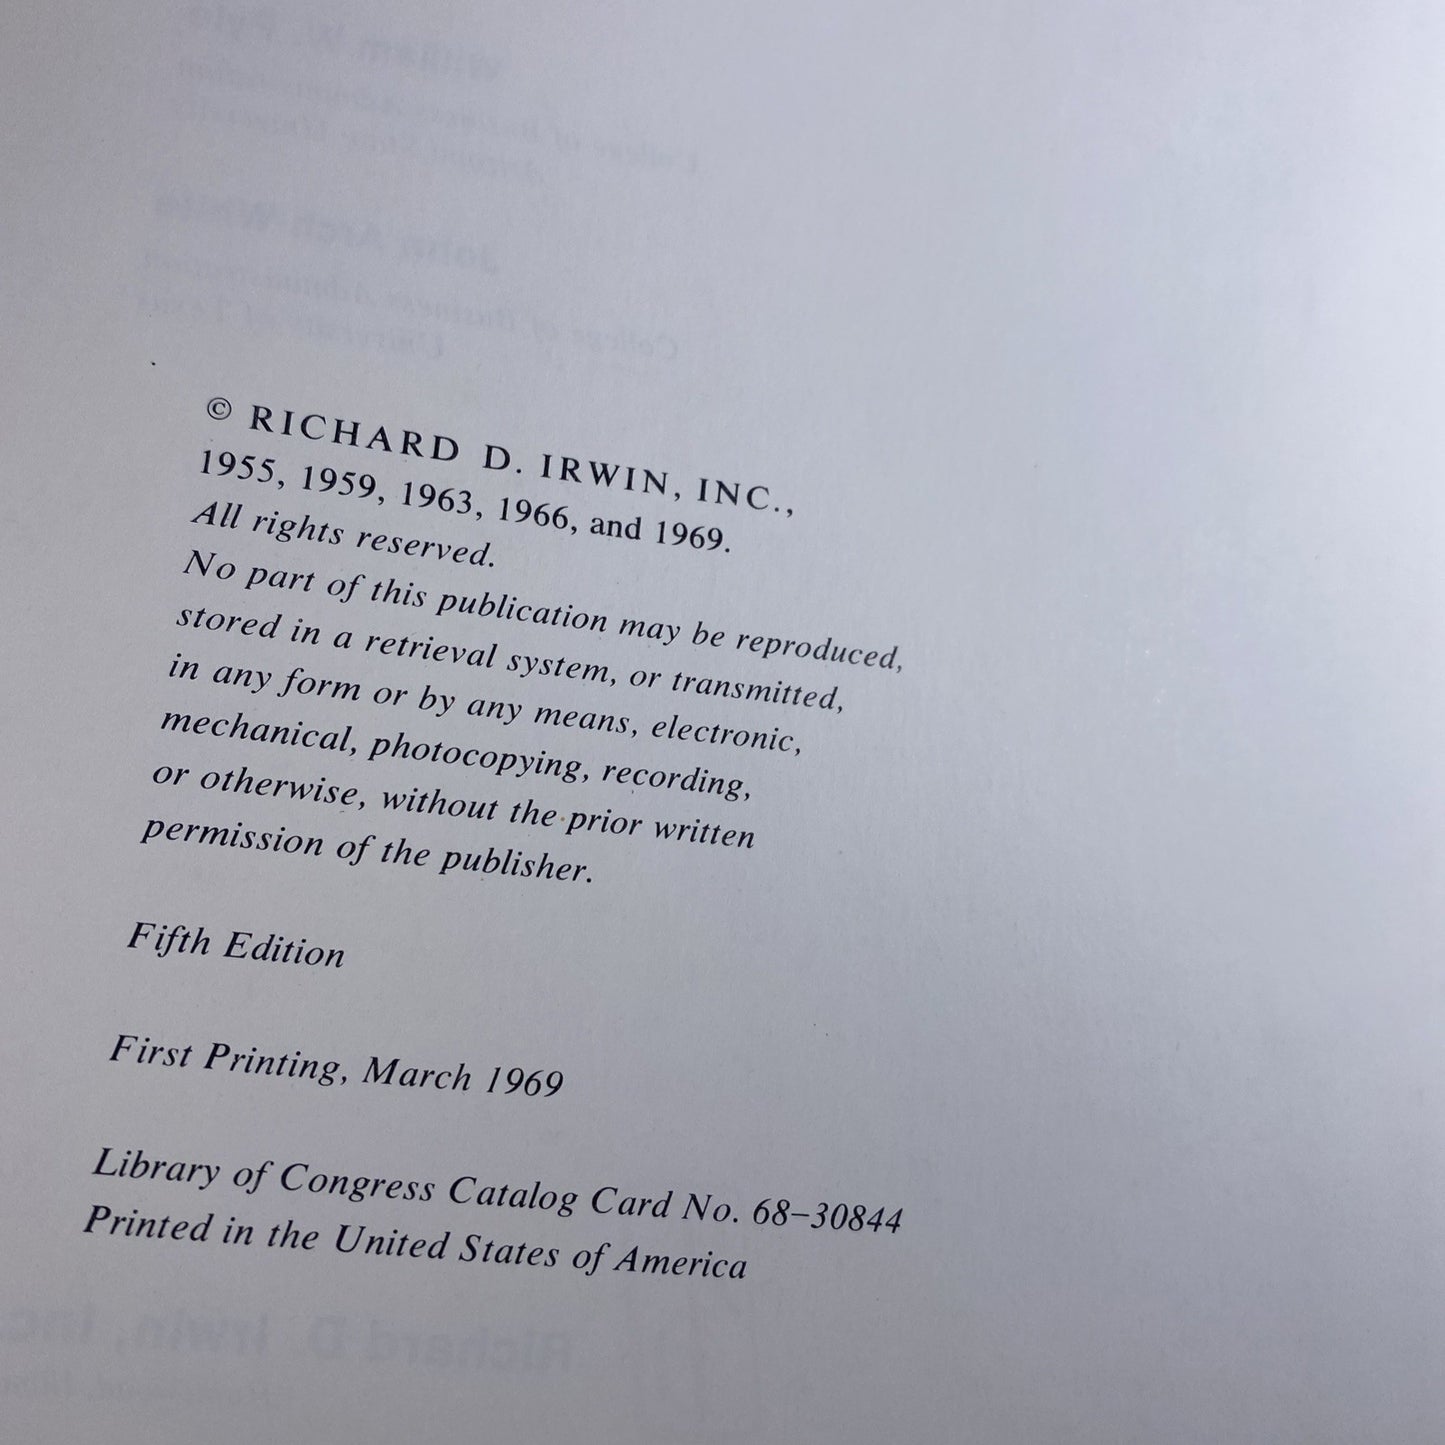 © RICHARD D. IRWIN, INC.,
1955, 1959, 1963, 1966, and 1969.
All rights reserved.
No part of this publication may be reproduced,
stored in a retrieval system, or transmitted,
in any form or by any means, electronic,
mechanical, photocopying, recording,
or otherwise, without the prior written
permission of the publisher.
Fifth Edition
First Printing, March 1969
Library of Congress Catalog Card No. 68–30844
Printed in the United States of America
Richard D. Irwin, Inc.